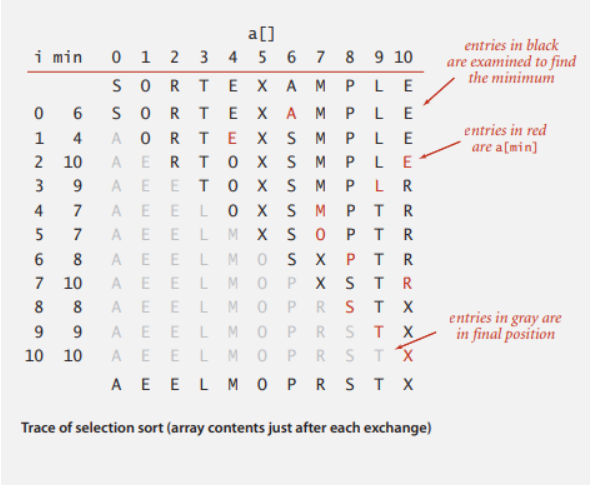 a[]
i min 0 1 2 3 4 5 6 7 8 9 10
S O R T E X A M P L E
0 6 S O R T E X A M P L E
1 4 A O R T E X S M P L E
2 10 A E R T O X S M P L E
3 9 A E E T O X S M P L R
4 7 A E E L O X S M P T R
5 7 A E E L M X S O P T R
6 8 A E E L M O S X P T R
7 10 A E E L M O P X S T R
8 8 A E E L M O P R S T X
9 9 A E E L M O P R S T X
10 10 A E E L M O P R S T X
A E E L M O P R S T X
entries in black
are examined to find
the minimum
entries in red
are a[min]
entries in gray are
in final position
Trace of selection sort (array contents just after each exchange)